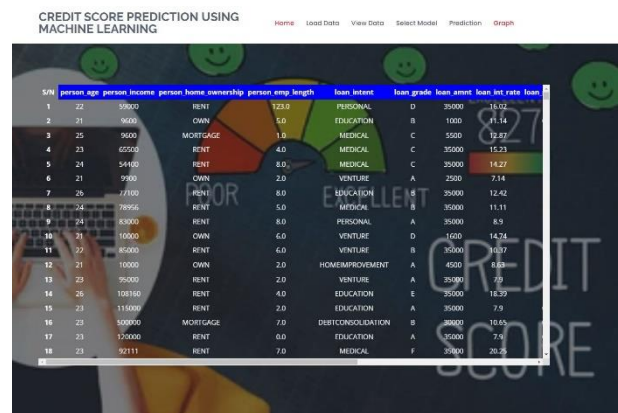 CREDIT SCORE PREDICTION USING
MACHINE LEARNING
Home Load Data View Data Select Model Prediction Graph
S/N person_age person_income person_home_ownership person_emp_length loan_intent loan_grade loan_amnt loan_int_rate loan_
1 22 59000 RENT 123.0 PERSONAL D 35000 16.02
2 21 9600 OWN 5.0 EDUCATION B 1000 11.14
3 25 9600 MORTGAGE 1.0 MEDICAL C 5500 12.87
4 23 65500 RENT 4.0 MEDICAL C 35000 15.23
5 24 54400 RENT 8.0 MEDICAL C 35000 14.27
6 21 9900 OWN 2.0 VENTURE A 2500 7.14
7 26 77100 RENT 8.0 EDUCATION B 35000 12.42
8 24 78956 RENT 5.0 MEDICAL B 35000 11.11
9 24 83000 RENT 8.0 PERSONAL A 35000 8.9
10 21 10000 OWN 6.0 VENTURE D 1600 14.74
11 22 85000 RENT 6.0 VENTURE B 35000 10.37
12 21 10000 OWN 2.0 HOMEIMPROVEMENT A 4500 8.63
13 23 95000 RENT 2.0 VENTURE A 35000 7.9
14 26 108160 RENT 4.0 EDUCATION E 35000 18.39
15 23 115000 RENT 2.0 EDUCATION A 35000 7.9
16 23 500000 MORTGAGE 7.0 DEBTCONSOLIDATION B 30000 10.65
17 23 120000 RENT 0.0 EDUCATION A 35000 7.9
18 23 92111 RENT 7.0 MEDICAL F 35000 20.25
827
POOR EXCELLENT
CREDIT
SCORE